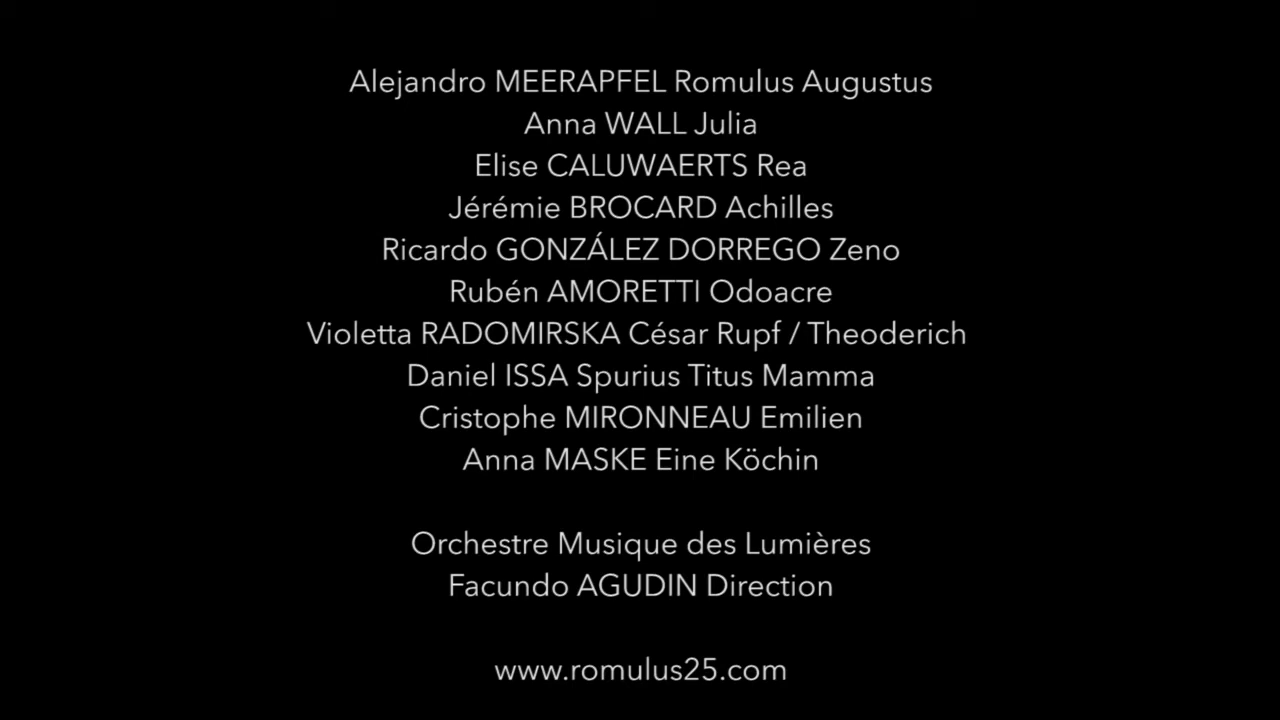 Alejandro MEERAPFEL Romulus Augustus
Anna WALL Julia
Elise CALUWAERTS Rea
Jérémie BROCARD Achilles
Ricardo GONZÁLEZ DORREGO Zeno
Rubén AMORETTI Odoacre
Violetta RADOMIRSKA César Rupf / Theoderich
Daniel ISSA Spurius Titus Mamma
Cristophe MIRONNEAU Emilien
Anna MASKE Eine Köchin
Orchestre Musique des Lumières
Facundo AGUDIN Direction
www.romulus25.com